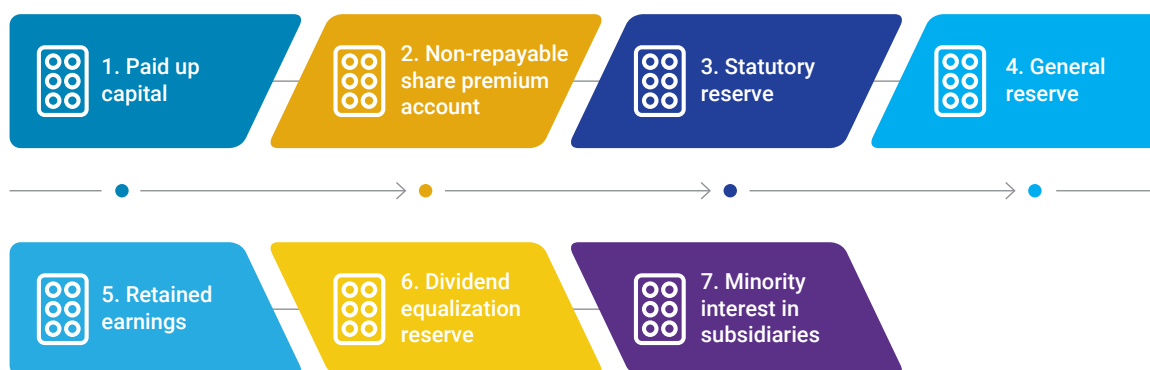 1. Paid up
capital
2. Non-repayable
share premium
account
3. Statutory
reserve
4. General
reserve
5. Retained
earnings
6. Dividend
equalization
reserve
7. Minority
interest in
subsidiaries